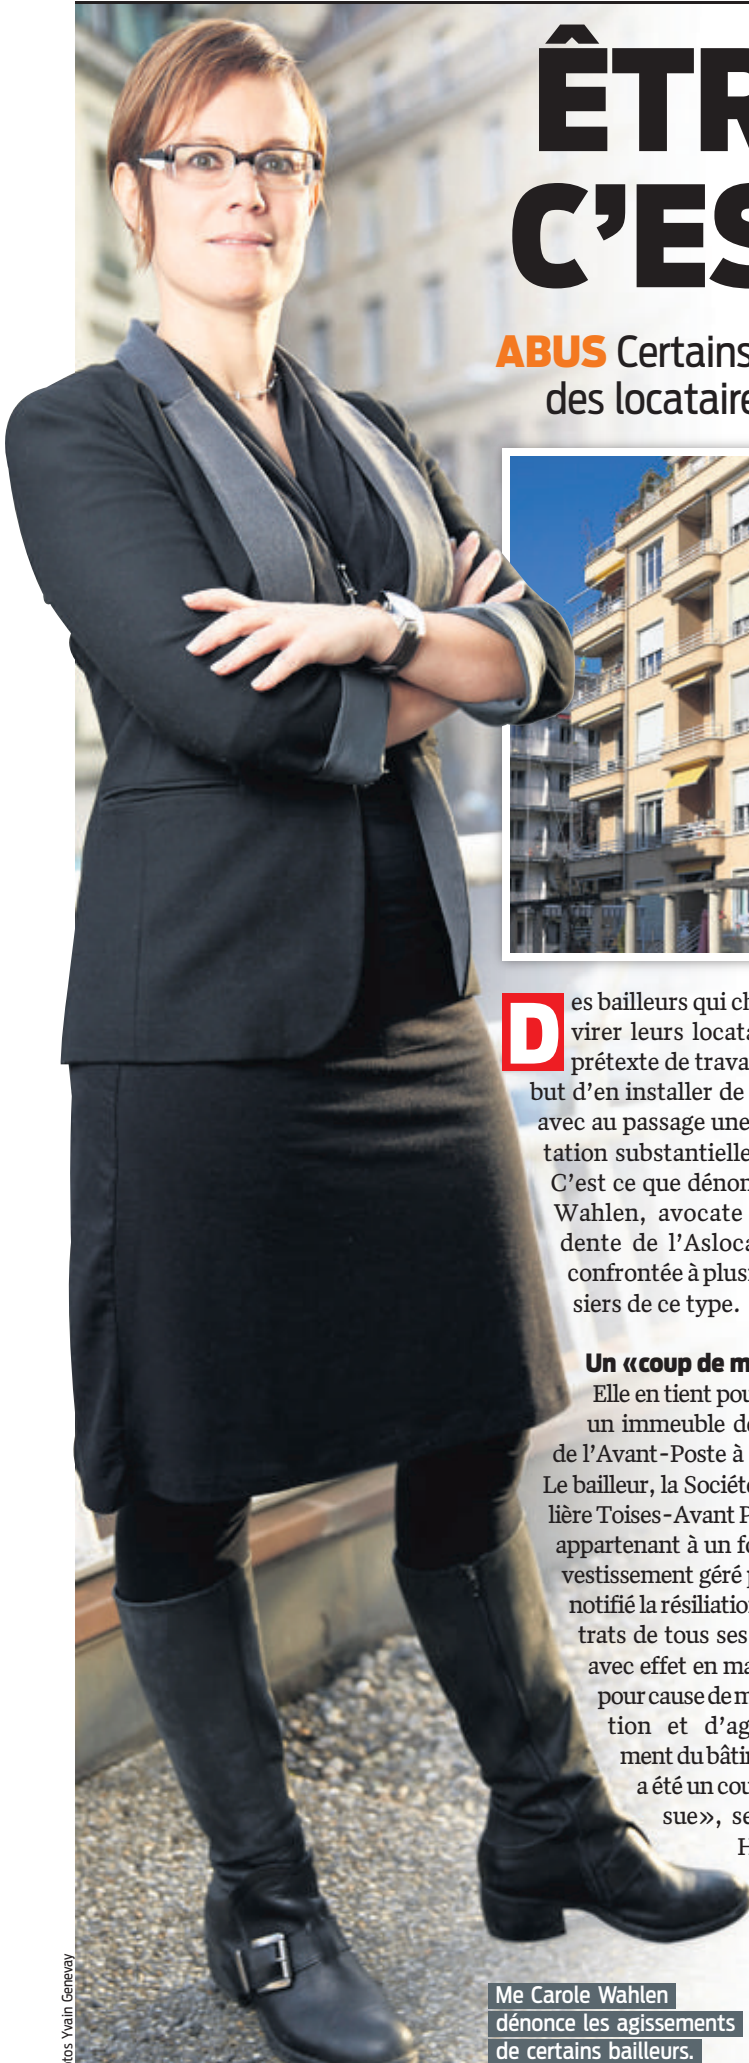 ÊTR
C'ES
ABUS Certains
des locataire
Des bailleurs qui ch
virer leurs locata
prétexte de trava
but d'en installer de
avec au passage une
tation substantielle
C'est ce que dénon
Wahlen, avocate
dente de l'Asloca
confrontée à plusi
siers de ce type.
Un «coup de m
Elle en tient pou
un immeuble de
de l'Avant-Poste à
Le bailleur, la Société
lière Toises-Avant P
appartenant à un fo
vestissement géré p
notifié la résiliation
trats de tous ses
avec effet en ma
pour cause de m
tion et d'ag
ment du bâtin
a été un cou
sue», se
H
Me Carole Wahlen
dénonce les agissements
de certains bailleurs.
tos Yvain Genevay